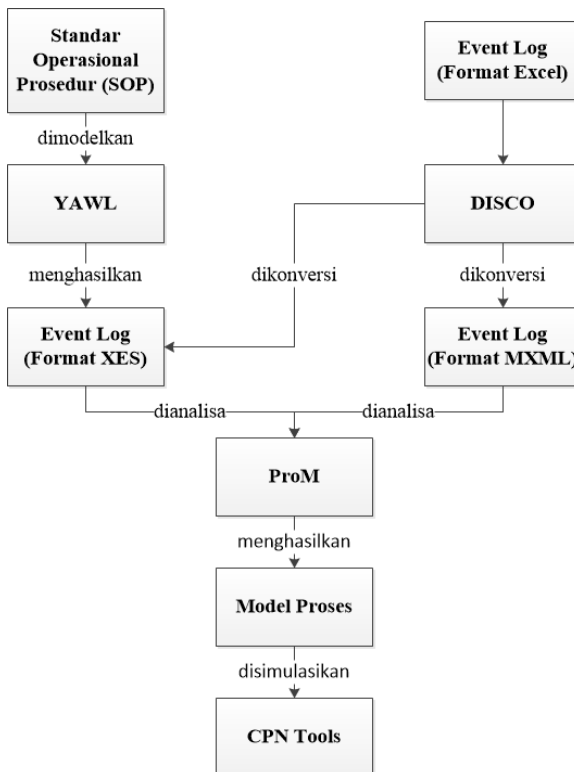 Standar
Operasional
Prosedur (SOP)
Event Log
(Format Excel)
dimodelkan
YAWL
DISCO
menghasilkan
dikonversi
dikonversi
Event Log
(Format XES)
Event Log
(Format MXML)
dianalisa
dianalisa
ProM
menghasilkan
Model Proses
disimulasikan
CPN Tools